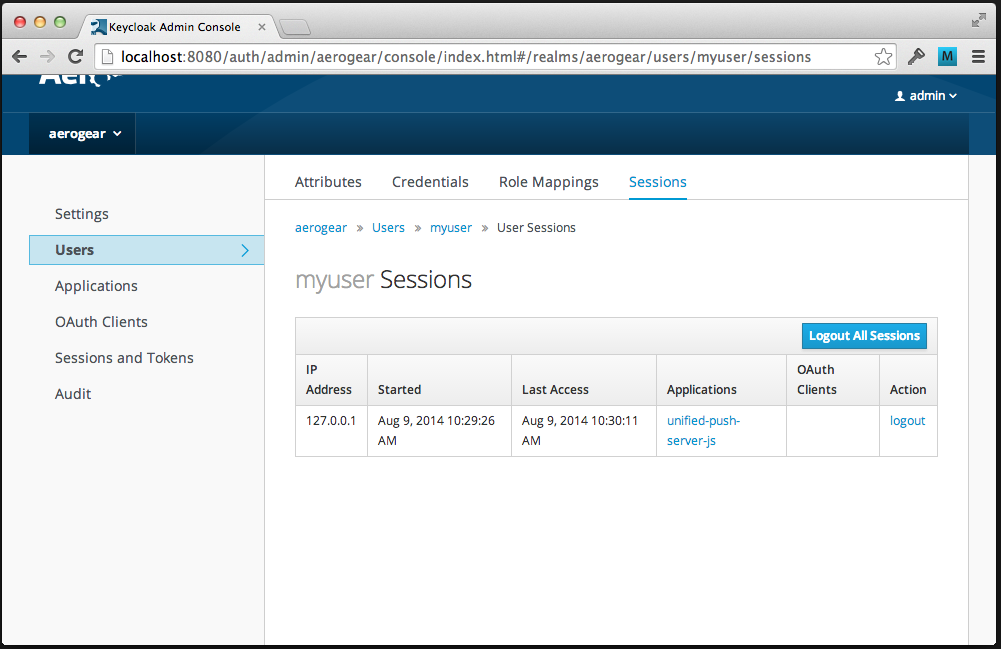 Keycloak Admin Console
localhost:8080/auth/admin/aerogear/console/index.html#/realms/aerogear/users/myuser/sessions
M
admin
aerogear
Attributes Credentials Role Mappings Sessions
Settings
Users
Applications
OAuth Clients
Sessions and Tokens
Audit
aerogear » Users » myuser » User Sessions
myuser Sessions
Logout All Sessions
IP Address Started Last Access Applications OAuth Clients Action
127.0.0.1 Aug 9, 2014 10:29:26 AM Aug 9, 2014 10:30:11 AM unified-push-server-js logout